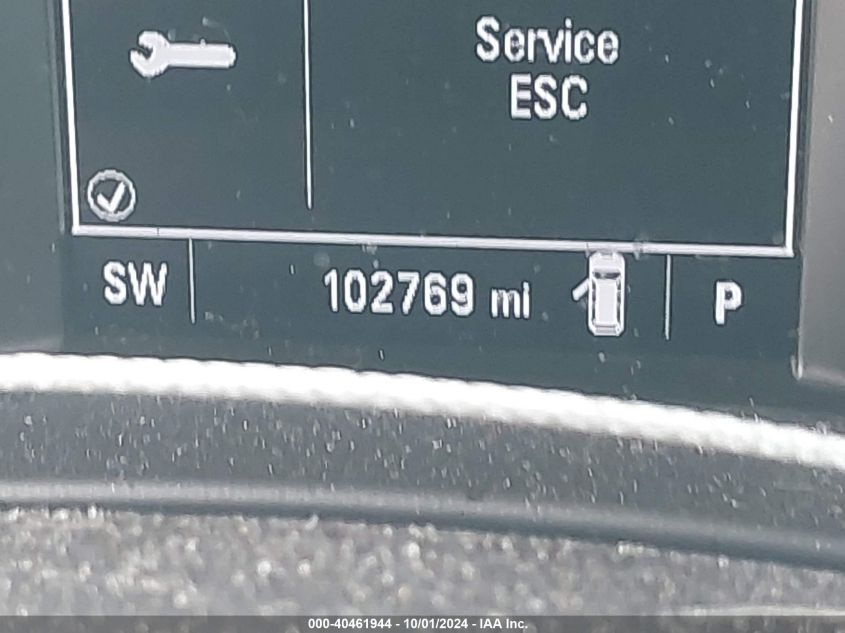 Service
ESC
SW 102769 mi P
000-40461944 - 10/01/2024 - IAA Inc.